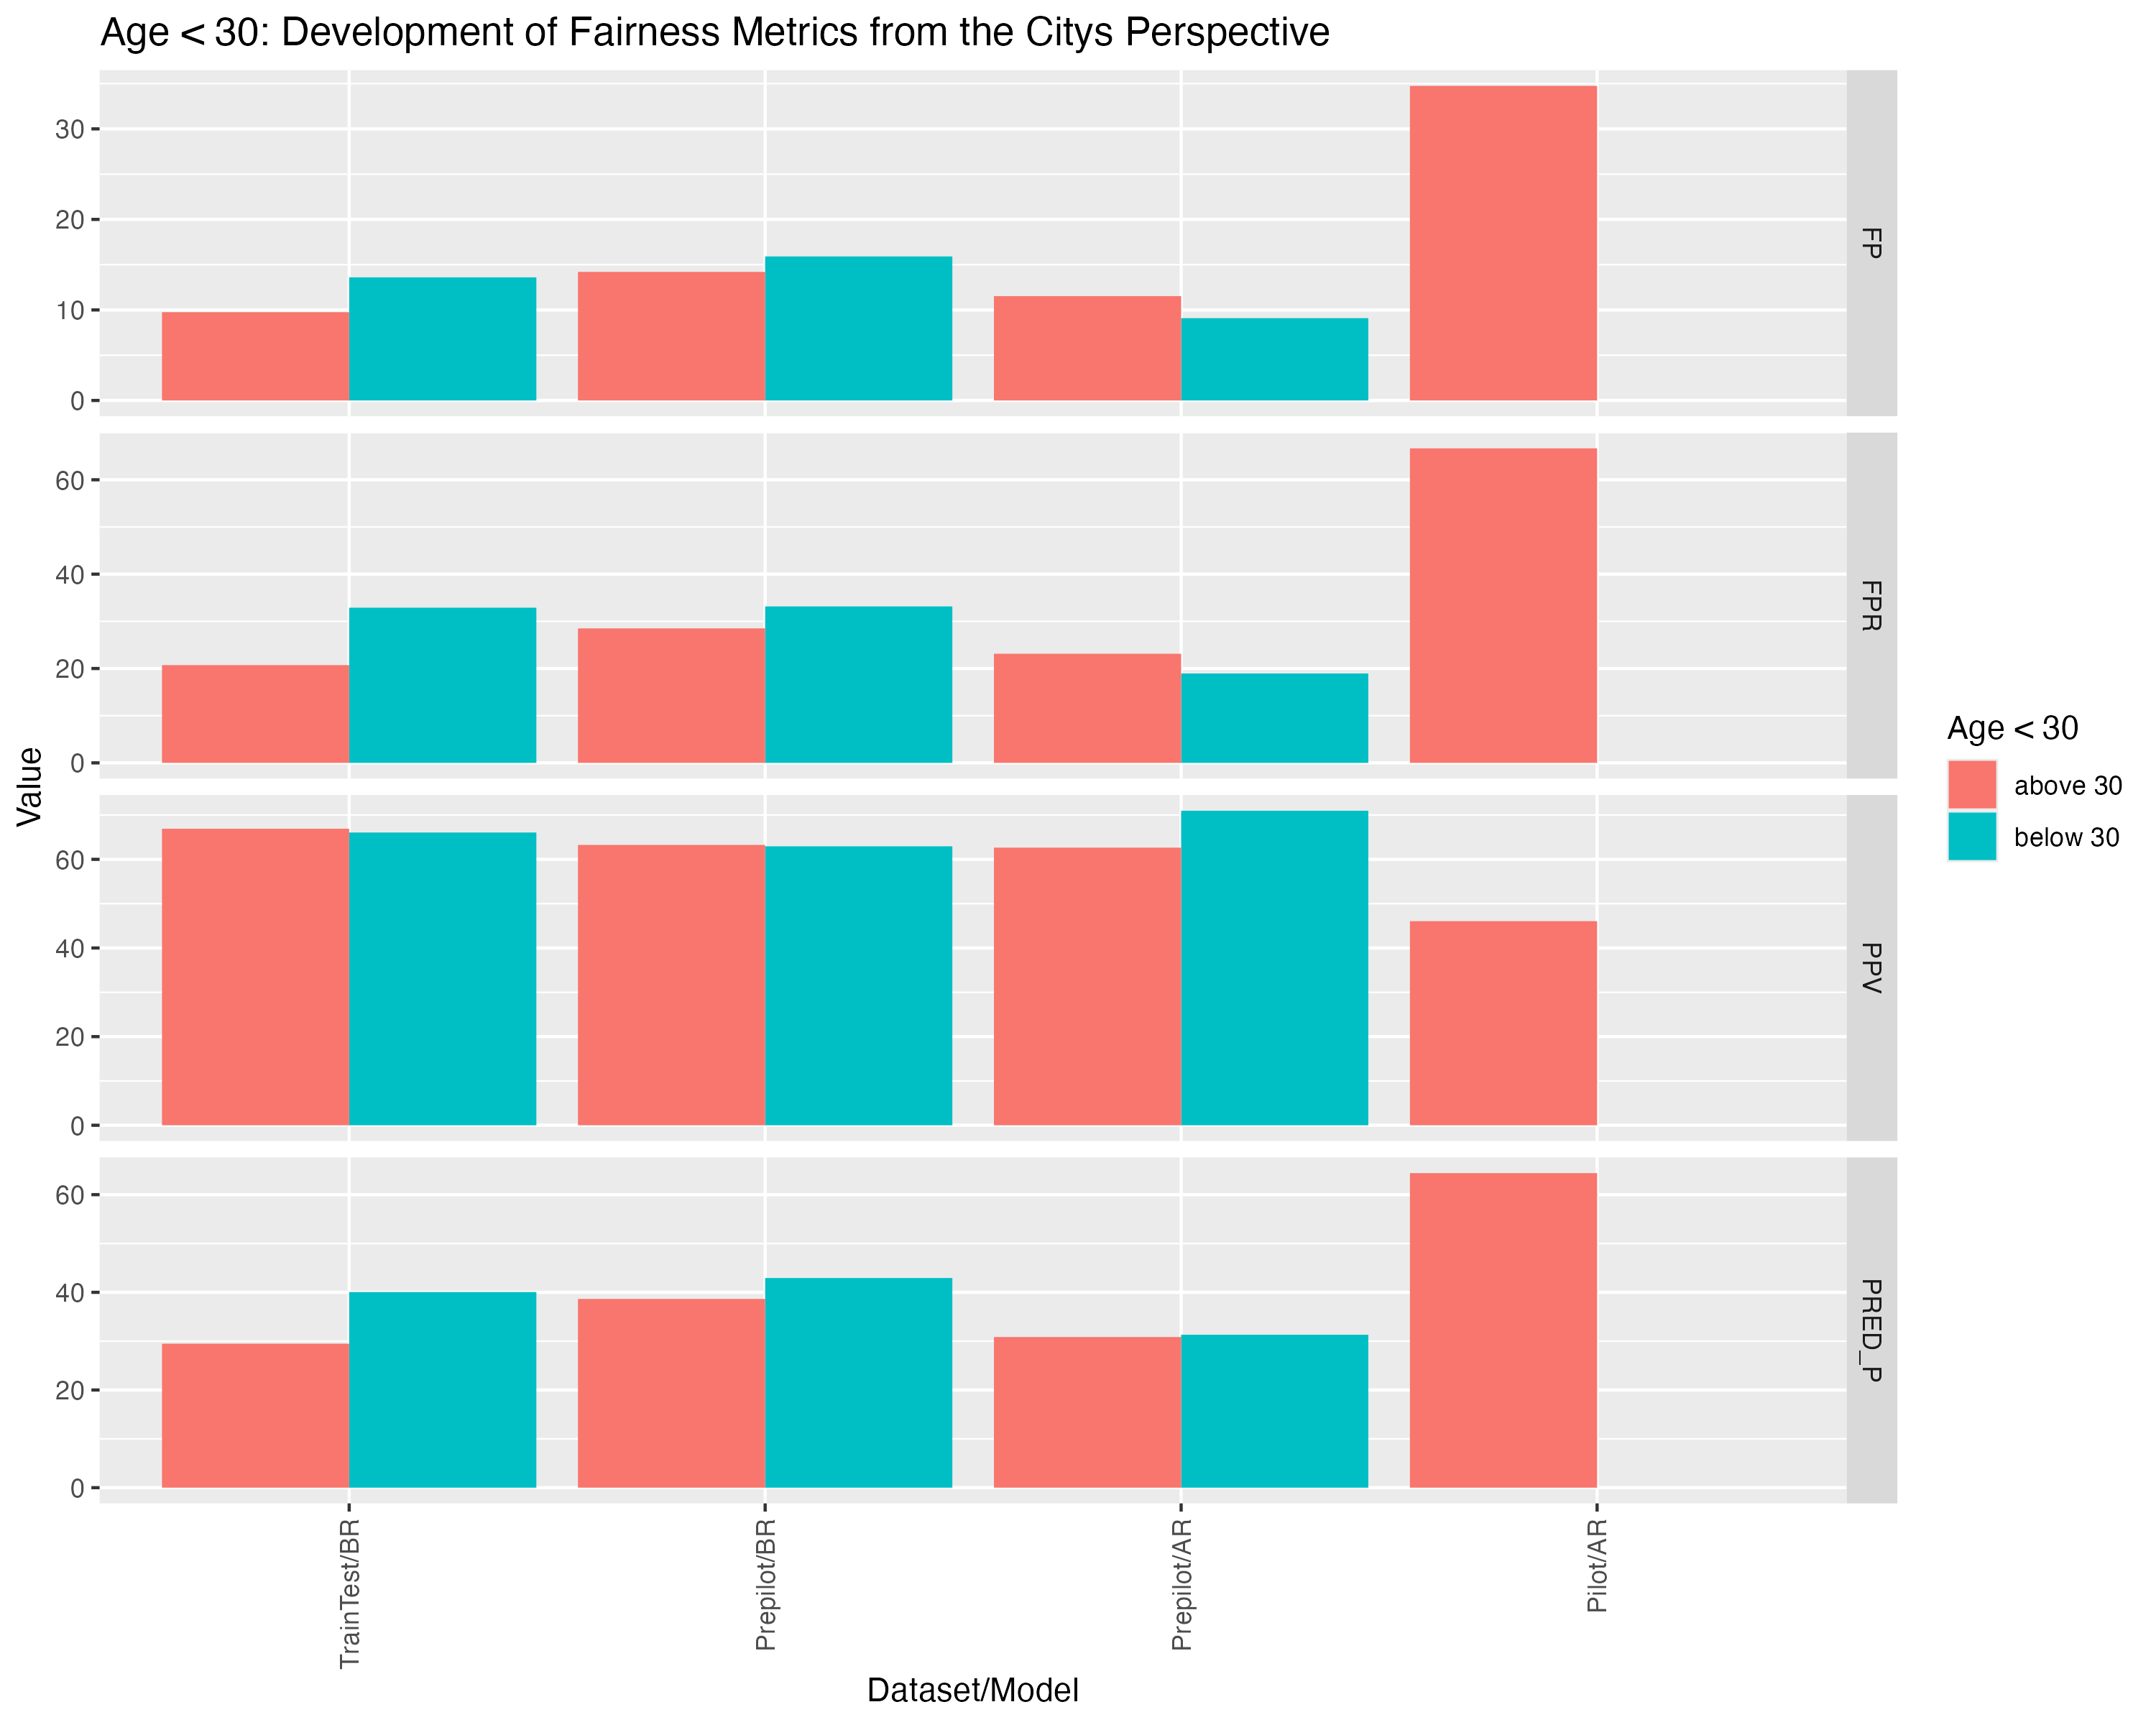 Age < 30: Development of Fairness Metrics from the Citys Perspective
30
20
10
0
FP
60
40
20
0
FPR
60
40
20
0
PPV
60
40
20
0
PRED_P
Value
TrainTest/BR
Prepilot/BR
Prepilot/AR
Pilot/AR
Dataset/Model
Age < 30
above 30
below 30